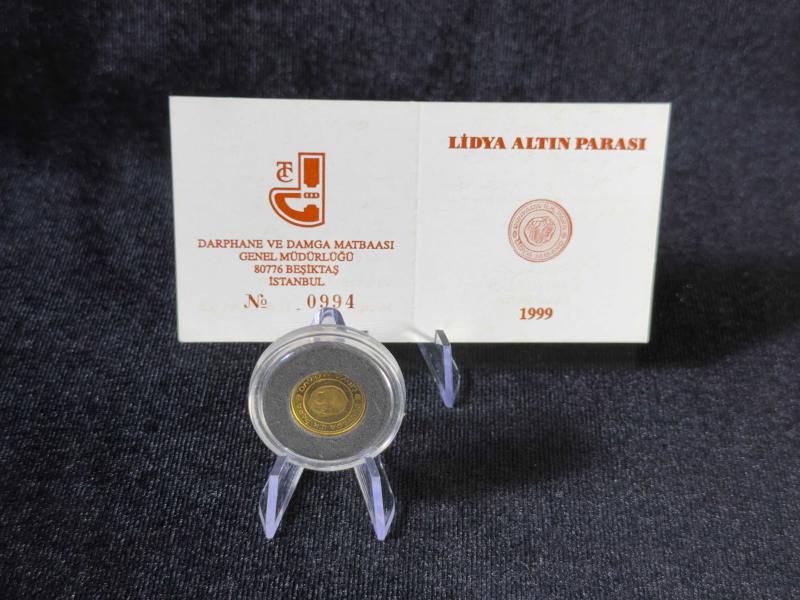 TC
DARPHANE VE DAMGA MATBAASI
GENEL MÜDÜRLÜĞÜ
80776 BEŞİKTAŞ
İSTANBUL
№ 0994
LİDYA ALTIN PARASI
1999